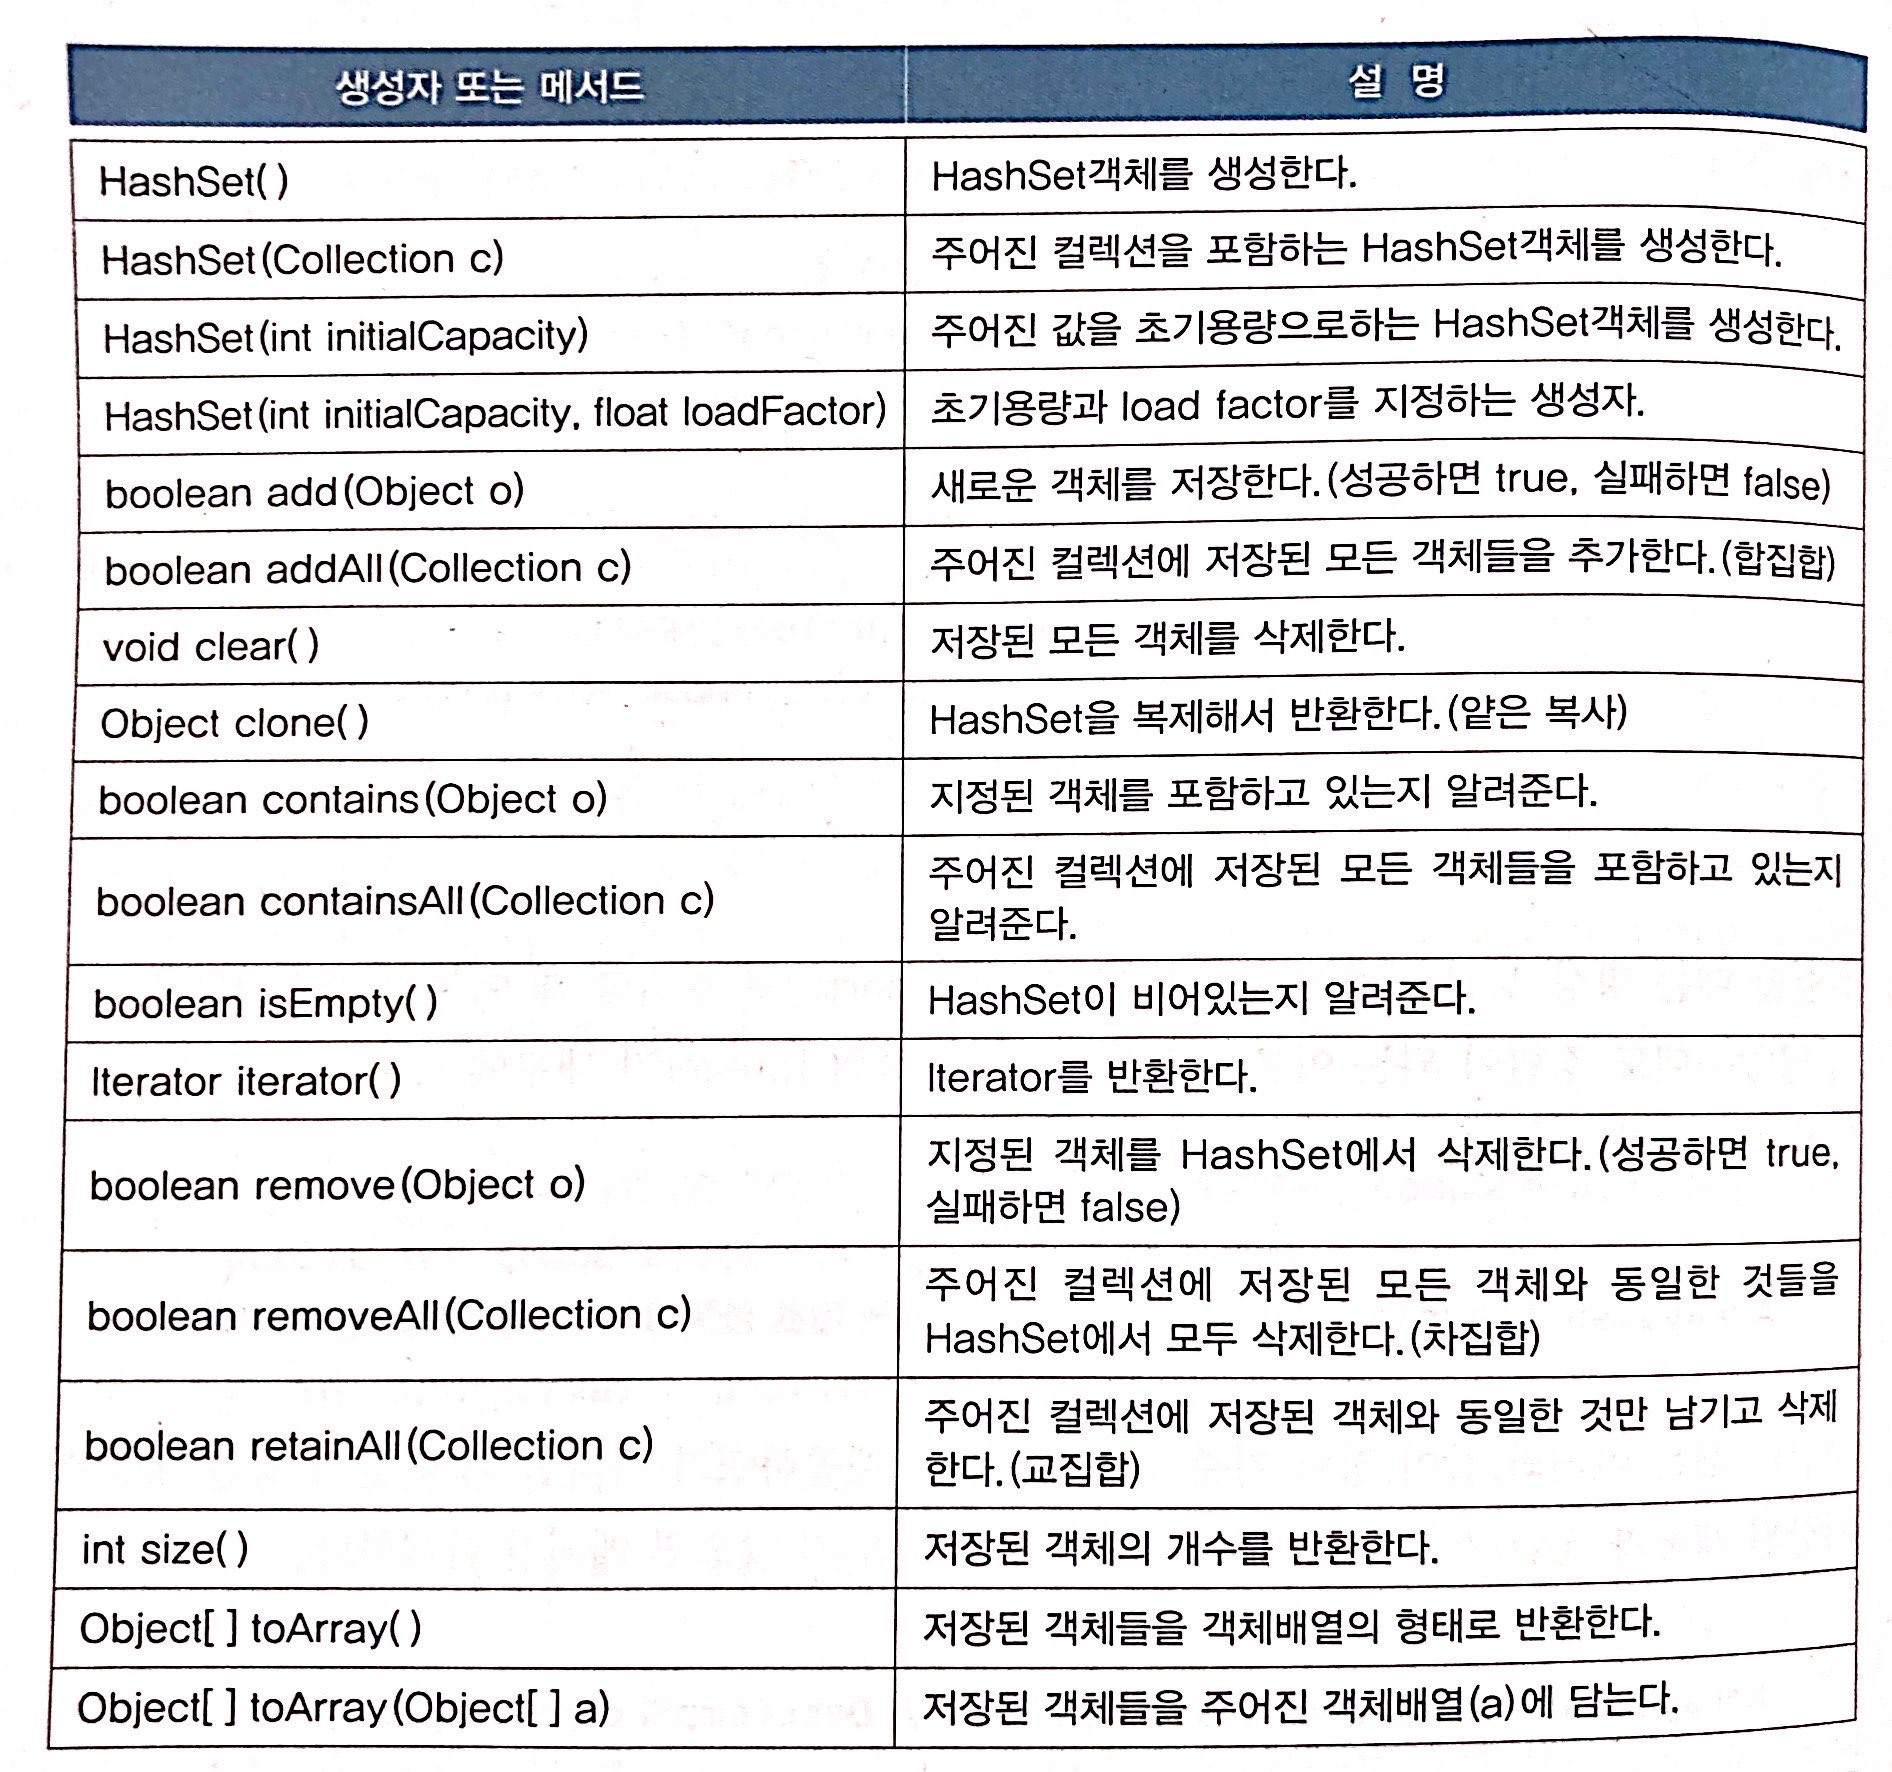 생성자 또는 메서드 설 명
HashSet( ) HashSet객체를 생성한다.
HashSet(Collection c) 주어진 컬렉션을 포함하는 HashSet객체를 생성한다.
HashSet(int initialCapacity) 주어진 값을 초기용량으로하는 HashSet객체를 생성한다.
HashSet(int initialCapacity, float loadFactor) 초기용량과 load factor를 지정하는 생성자.
boolean add(Object o) 새로운 객체를 저장한다.(성공하면 true, 실패하면 false)
boolean addAll(Collection c) 주어진 컬렉션에 저장된 모든 객체들을 추가한다.(합집합)
void clear( ) 저장된 모든 객체를 삭제한다.
Object clone( ) HashSet을 복제해서 반환한다.(얕은 복사)
boolean contains(Object o) 지정된 객체를 포함하고 있는지 알려준다.
boolean containsAll(Collection c) 주어진 컬렉션에 저장된 모든 객체들을 포함하고 있는지
알려준다.
boolean isEmpty( ) HashSet이 비어있는지 알려준다.
Iterator iterator( ) Iterator를 반환한다.
boolean remove(Object o) 지정된 객체를 HashSet에서 삭제한다.(성공하면 true,
실패하면 false)
boolean removeAll(Collection c) 주어진 컬렉션에 저장된 모든 객체와 동일한 것들을
HashSet에서 모두 삭제한다.(차집합)
boolean retainAll(Collection c) 주어진 컬렉션에 저장된 객체와 동일한 것만 남기고 삭제
한다.(교집합)
int size( ) 저장된 객체의 개수를 반환한다.
Object[ ] toArray( ) 저장된 객체들을 객체배열의 형태로 반환한다.
Object[ ] toArray(Object[ ] a) 저장된 객체들을 주어진 객체배열(a)에 담는다.